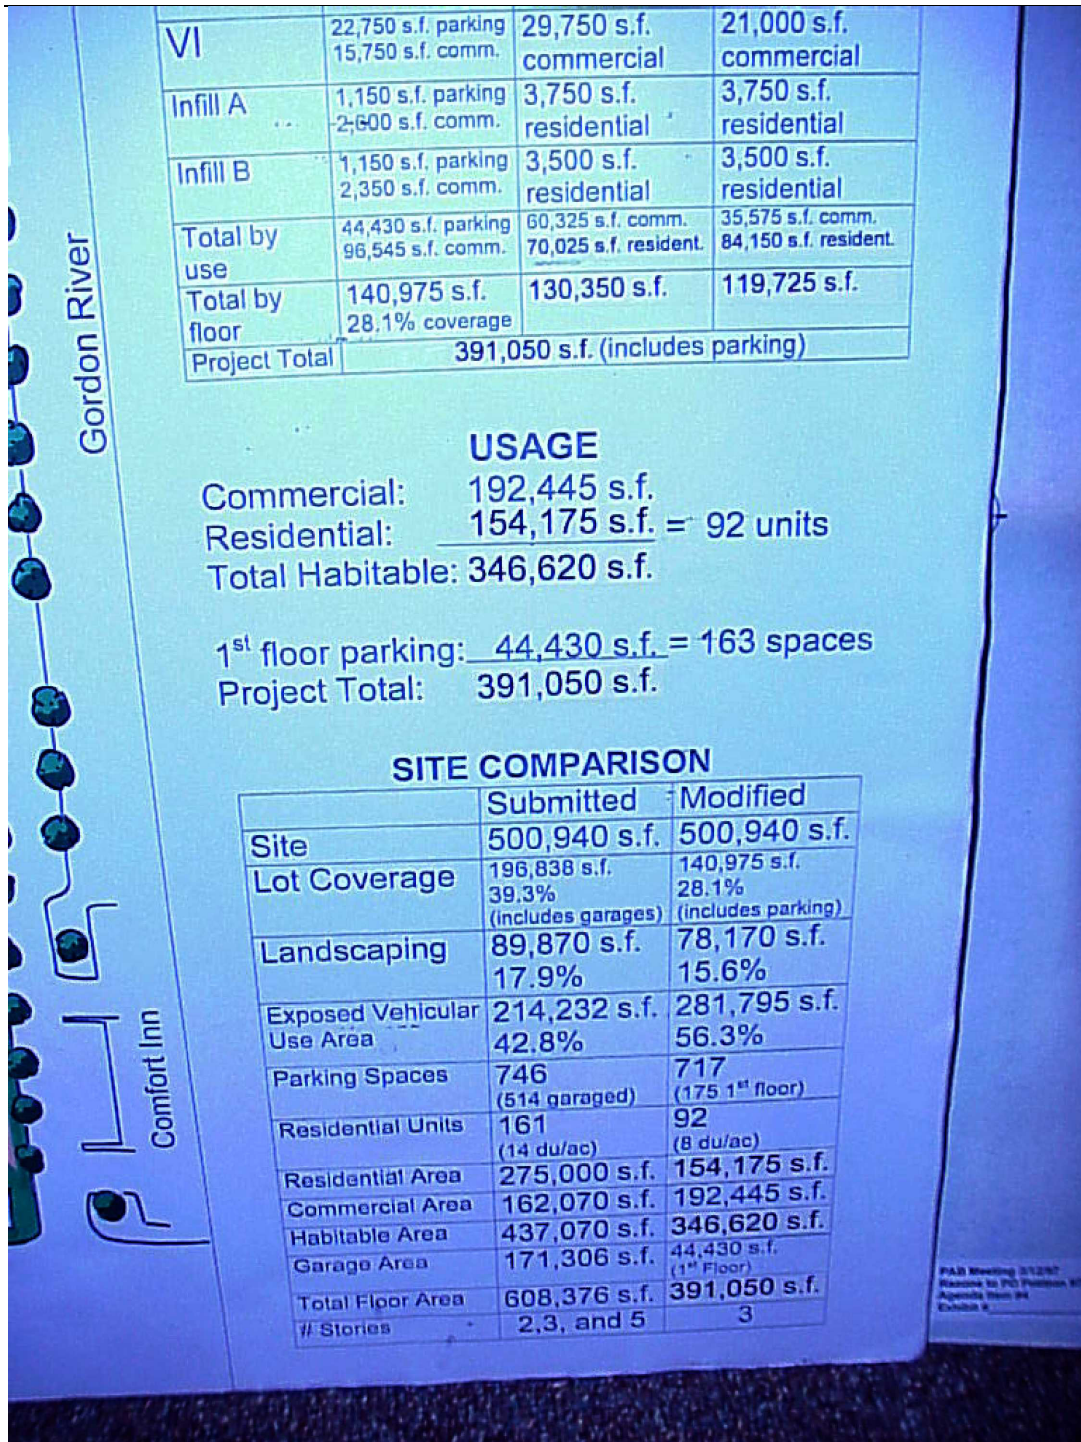 VI 22,750 s.f. parking 29,750 s.f. 21,000 s.f.
15,750 s.f. comm. commercial commercial
Infill A 1,150 s.f. parking 3,750 s.f. 3,750 s.f.
2,600 s.f. comm. residential residential
Infill B 1,150 s.f. parking 3,500 s.f. 3,500 s.f.
2,350 s.f. comm. residential residential
Total by 44,430 s.f. parking 60,325 s.f. comm. 35,575 s.f. comm.
use 96,545 s.f. comm. 70,025 s.f. resident. 84,150 s.f. resident.
Total by 140,975 s.f. 130,350 s.f. 119,725 s.f.
floor 28.1% coverage
Project Total 391,050 s.f. (includes parking)
Gordon River
USAGE
Commercial: 192,445 s.f.
Residential: 154,175 s.f. = 92 units
Total Habitable: 346,620 s.f.
1st floor parking: 44,430 s.f. = 163 spaces
Project Total: 391,050 s.f.
SITE COMPARISON
Submitted Modified
Site 500,940 s.f. 500,940 s.f.
Lot Coverage 196,838 s.f. 140,975 s.f.
39.3% 28.1%
(includes garages) (includes parking)
Landscaping 89,870 s.f. 78,170 s.f.
17.9% 15.6%
Exposed Vehicular 214,232 s.f. 281,795 s.f.
Use Area 42.8% 56.3%
Parking Spaces 746 717
(514 garaged) (175 1st floor)
Residential Units 161 92
(14 du/ac) (8 du/ac)
Residential Area 275,000 s.f. 154,175 s.f.
Commercial Area 162,070 s.f. 192,445 s.f.
Habitable Area 437,070 s.f. 346,620 s.f.
Garage Area 171,306 s.f. 44,430 s.f.
(1st Floor)
Total Floor Area 608,376 s.f. 391,050 s.f.
# Stories 2,3, and 5 3
Comfort Inn
PAB Meeting
Rezone to PD Petition
Agenda Item #4
Exhibit #